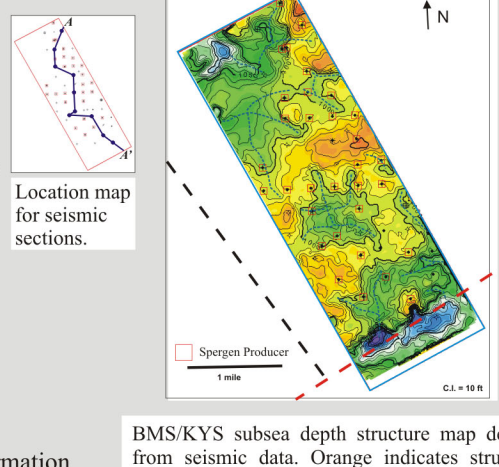 A
A'
Location map
for seismic
sections.
N
Spergen Producer
1 mile
C.I. = 10 ft
BMS/KYS subsea depth structure map de
from seismic data. Orange indicates stru
rmation